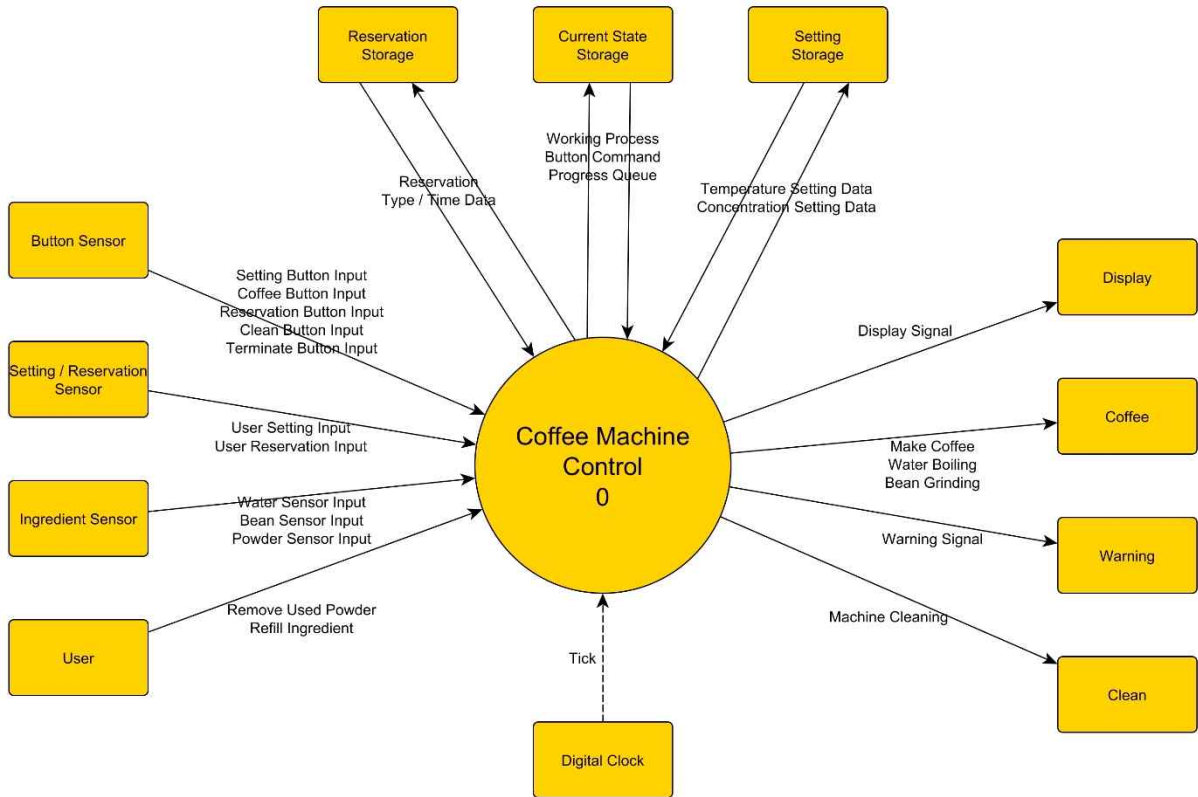 Reservation
Storage
Current State
Storage
Setting
Storage
Working Process
Button Command
Progress Queue
Reservation
Type / Time Data
Temperature Setting Data
Concentration Setting Data
Button Sensor
Setting Button Input
Coffee Button Input
Reservation Button Input
Clean Button Input
Terminate Button Input
Display
Display Signal
Setting / Reservation
Sensor
User Setting Input
User Reservation Input
Coffee Machine
Control
0
Coffee
Make Coffee
Water Boiling
Bean Grinding
Ingredient Sensor
Water Sensor Input
Bean Sensor Input
Powder Sensor Input
Warning Signal
Warning
User
Remove Used Powder
Refill Ingredient
Machine Cleaning
Clean
Tick
Digital Clock